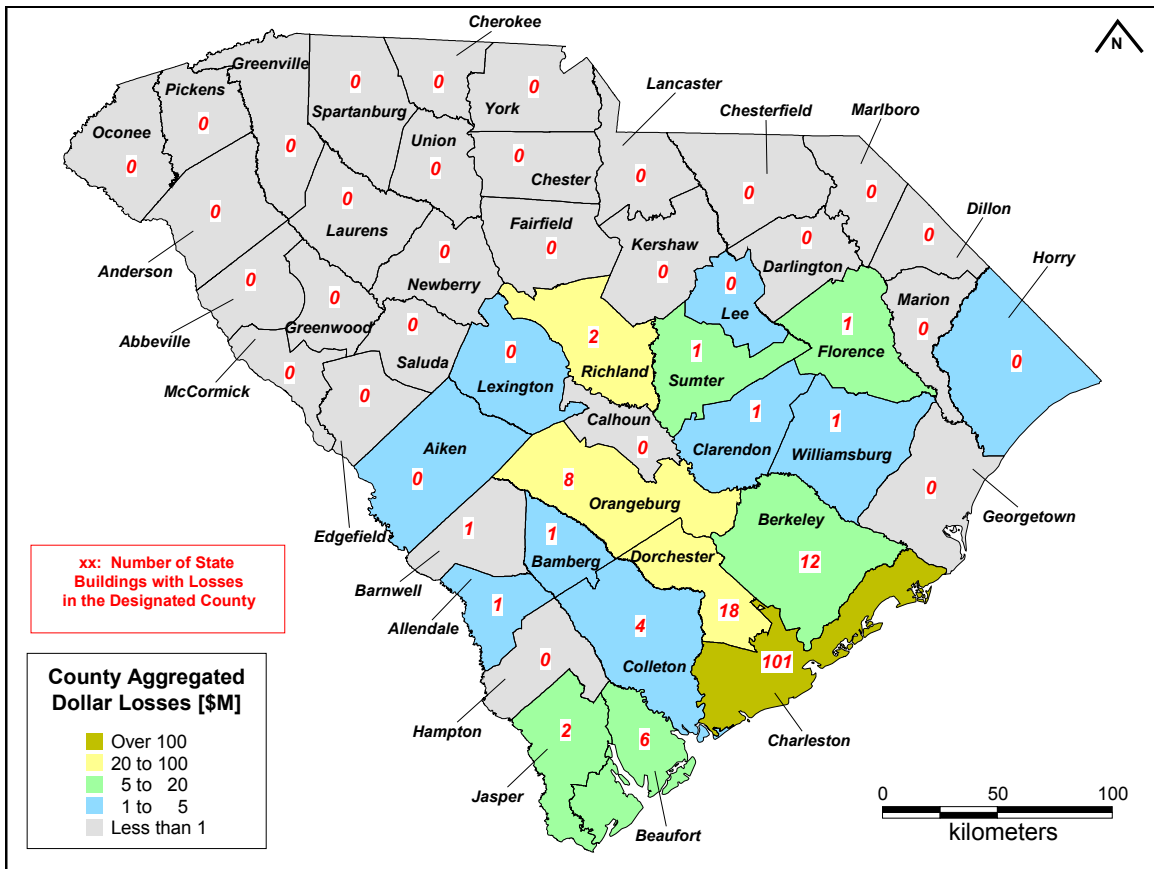 Cherokee
N
Greenville
0
0
0
Pickens
Lancaster
Spartanburg
York
Chesterfield
Marlboro
Oconee
0
Union
0
0
0
0
Chester
0
0
0
0
0
Laurens
Fairfield
Dillon
0
Kershaw
0
0
Anderson
0
0
0
Darlington
Horry
0
Newberry
0
Lee
Marion
Abbeville
0
Greenwood
0
Saluda
0
Lexington
2
Richland
1
Sumter
1
Florence
0
0
McCormick
0
0
Calhoun
0
1
Clarendon
1
Williamsburg
Aiken
0
8
Orangeburg
0
Georgetown
Edgefield
1
Barnwell
1
Bamberg
Dorchester
Berkeley
12
xx: Number of State
Buildings with Losses
in the Designated County
1
Allendale
18
4
Colleton
101
0
Hampton
Charleston
2
Jasper
6
Beaufort
County Aggregated
Dollar Losses [$M]
Over 100
20 to 100
5 to 20
1 to 5
Less than 1
0 50 100
kilometers